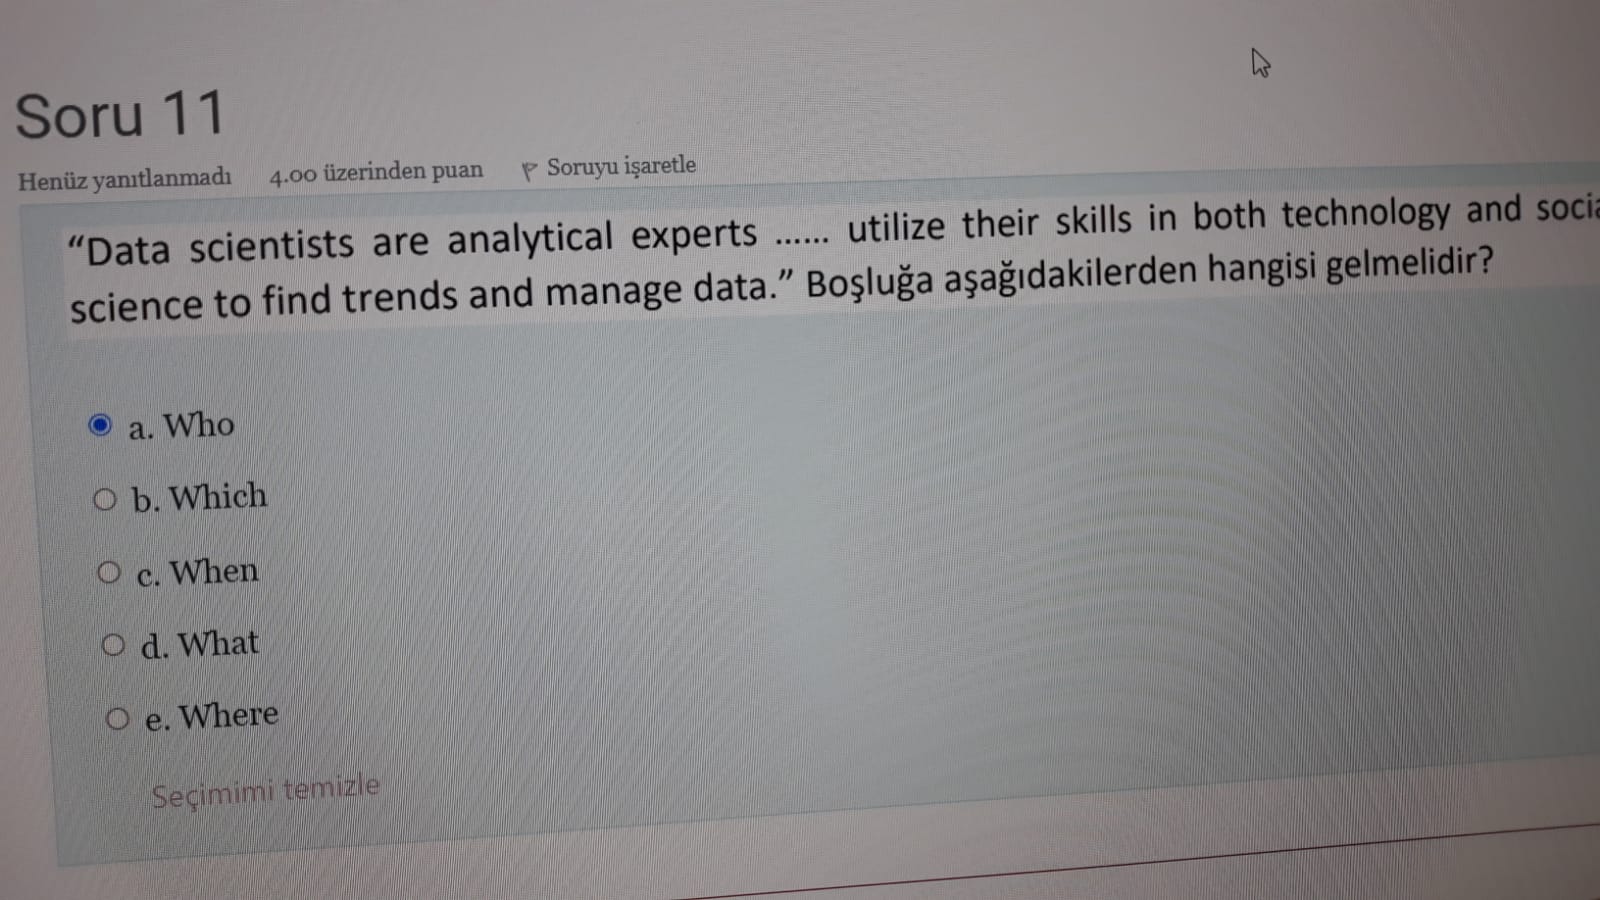 Soru 11
Henüz yanıtlanmadı 4.00 üzerinden puan Soruyu işaretle
“Data scientists are analytical experts ...... utilize their skills in both technology and socia
science to find trends and manage data.” Boşluğa aşağıdakilerden hangisi gelmelidir?
a. Who
b. Which
c. When
d. What
e. Where
Seçimimi temizle